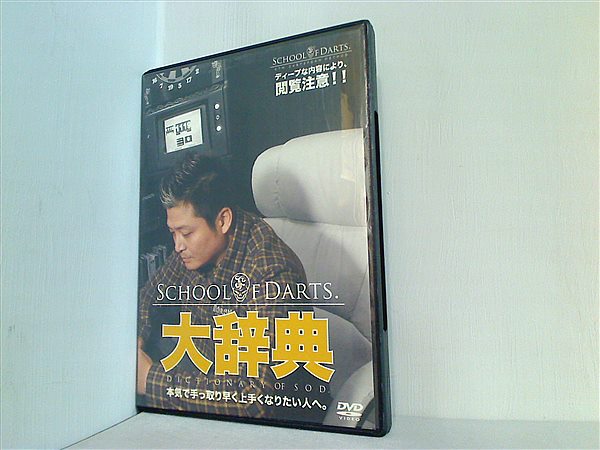 SCHOOL OF DARTS.
ディープな内容により、
閲覧注意！！
SCHOOL OF DARTS.
大辞典
DICTIONARY OF S.O.D.
本気で手っ取り早く上手くなりたい人へ。
DVD
VIDEO